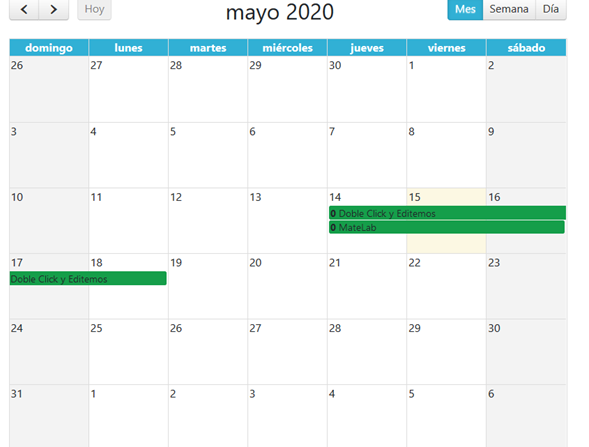 Hoy
mayo 2020
Mes Semana Día
domingo lunes martes miércoles jueves viernes sábado
26 27 28 29 30 1 2
3 4 5 6 7 8 9
10 11 12 13 14 15 16
0 Doble Click y Editemos
0 MateLab
17 18 19 20 21 22 23
Doble Click y Editemos
24 25 26 27 28 29 30
31 1 2 3 4 5 6